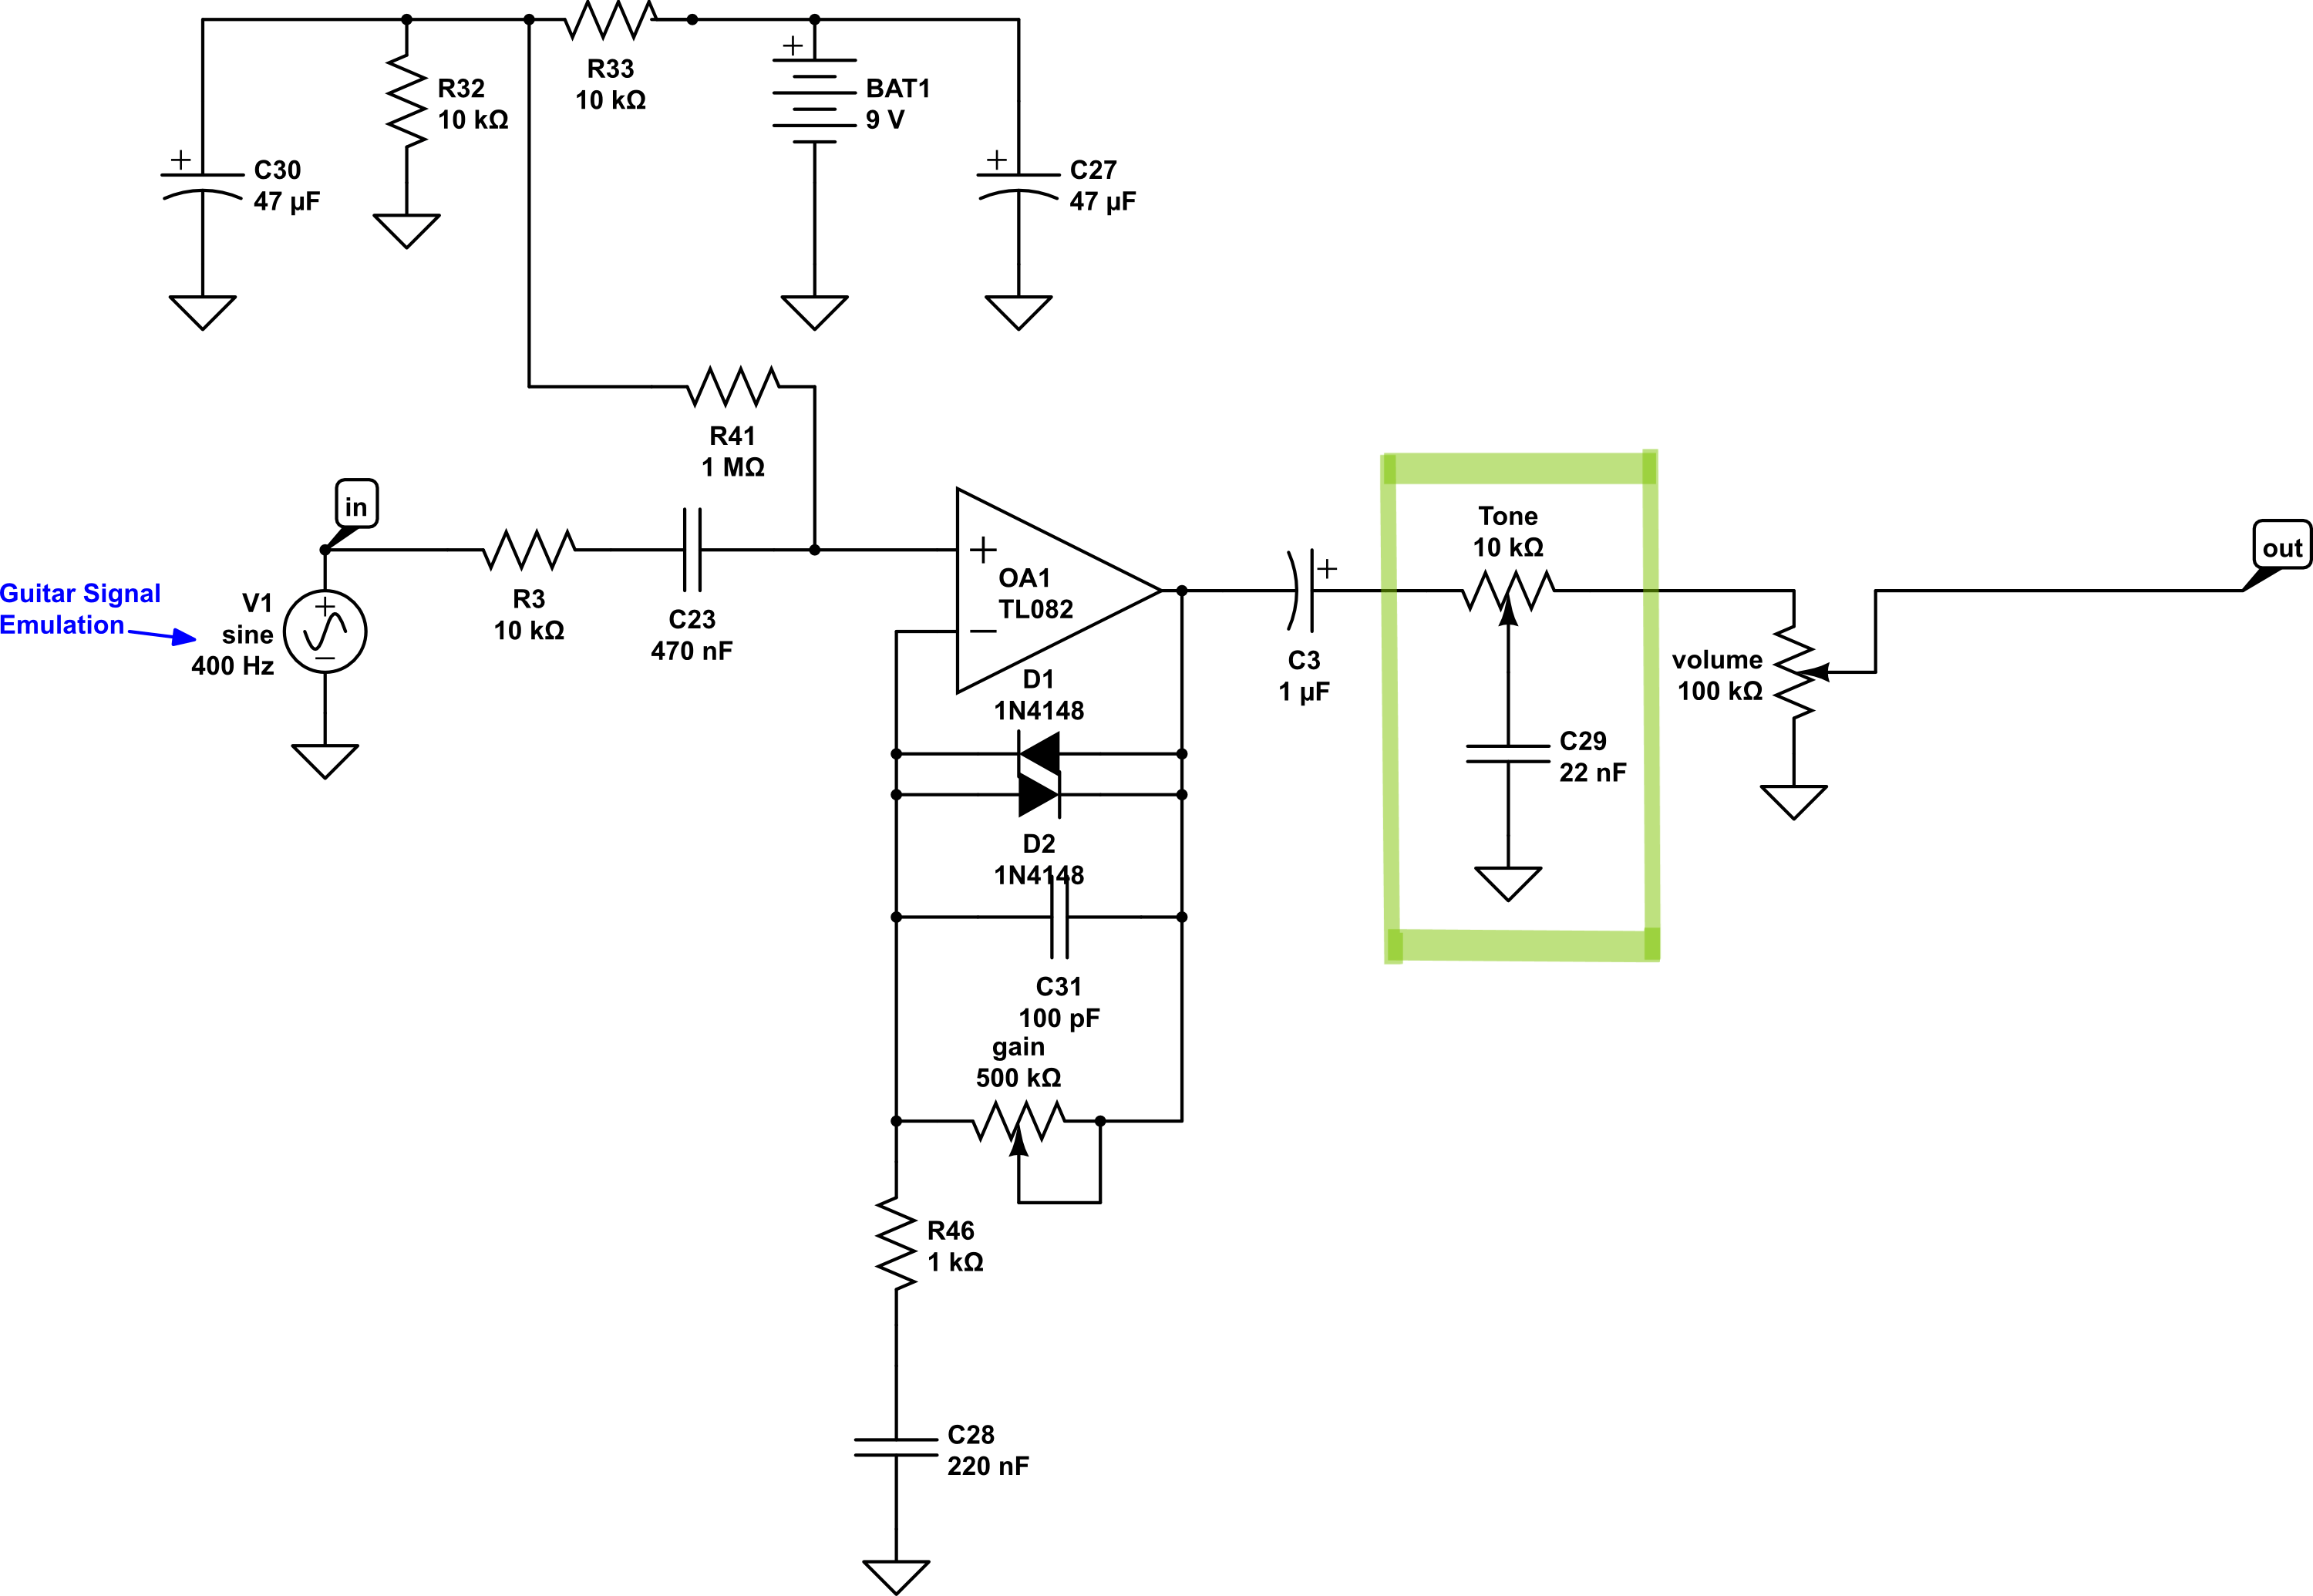 R33
10 kΩ
R32
10 kΩ
BAT1
9 V
C30
47 µF
C27
47 µF
R41
1 MΩ
in
Guitar Signal
Emulation
V1
sine
400 Hz
R3
10 kΩ
C23
470 nF
OA1
TL082
D1
1N4148
D2
1N4148
C31
100 pF
gain
500 kΩ
R46
1 kΩ
C28
220 nF
C3
1 µF
Tone
10 kΩ
C29
22 nF
volume
100 kΩ
out